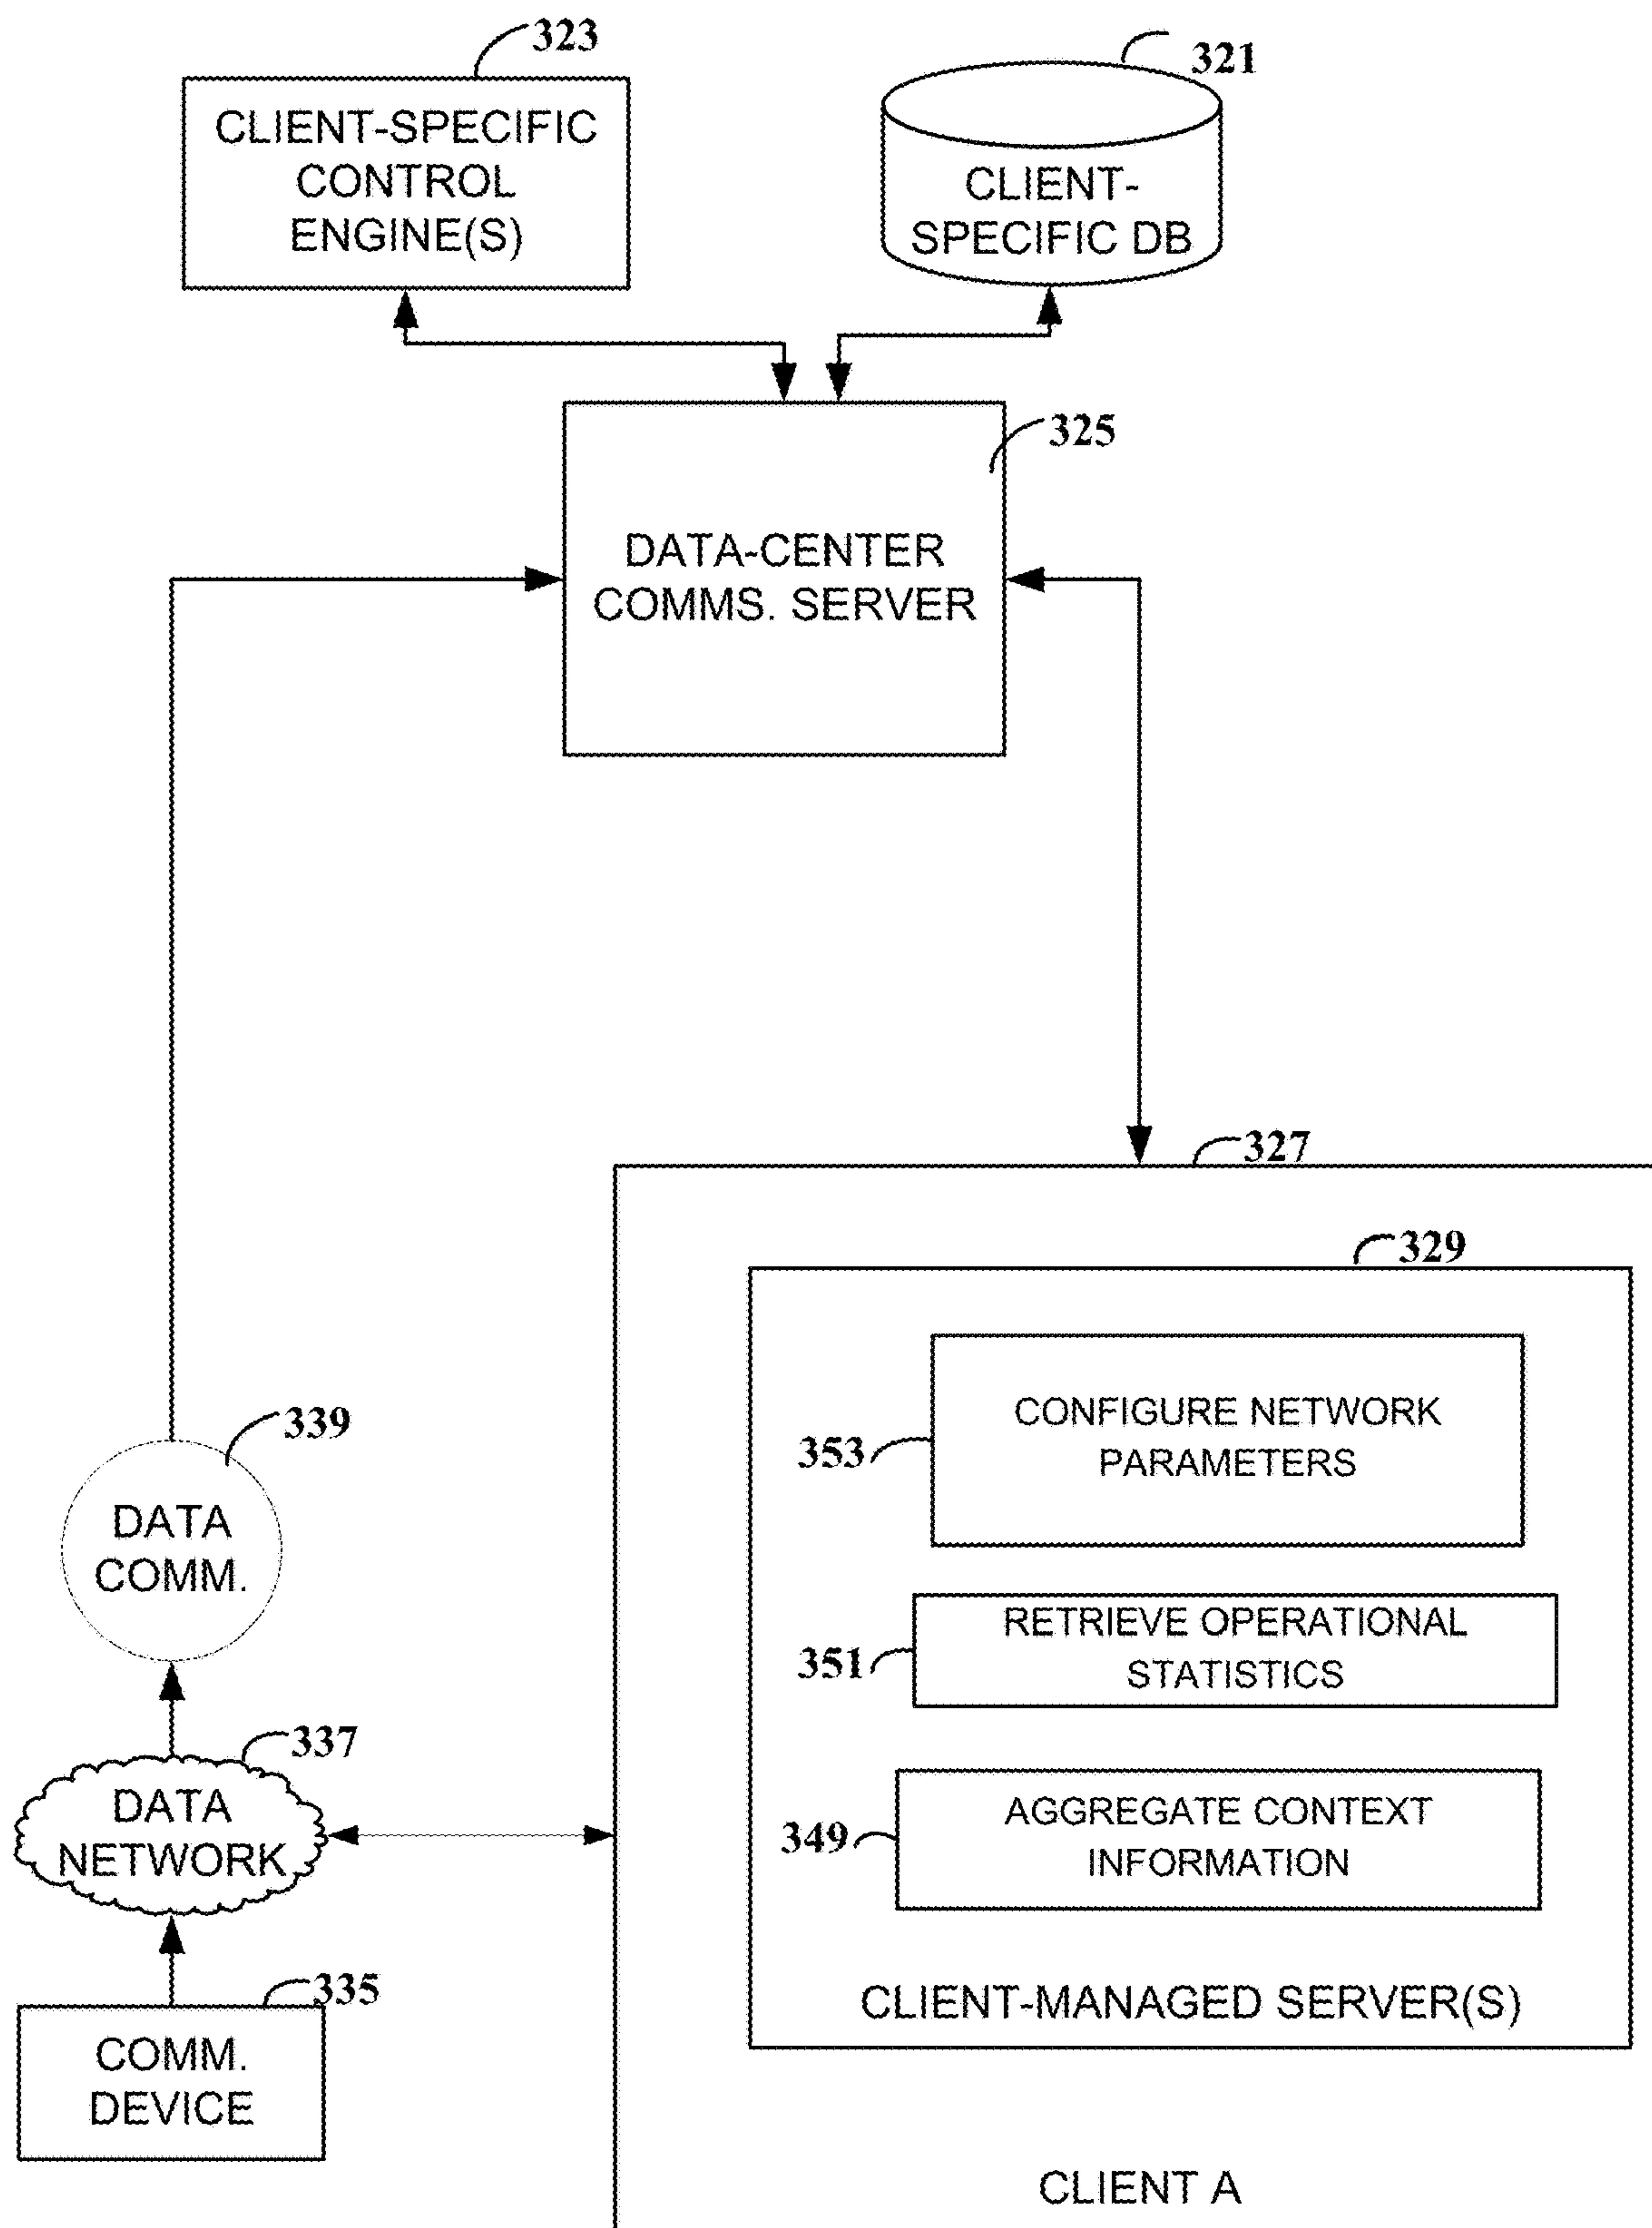 323
CLIENT-SPECIFIC
CONTROL
ENGINE(S)
321
CLIENT-
SPECIFIC DB
325
DATA-CENTER
COMMS. SERVER
327
329
353
CONFIGURE NETWORK
PARAMETERS
351
RETRIEVE OPERATIONAL
STATISTICS
349
AGGREGATE CONTEXT
INFORMATION
CLIENT-MANAGED SERVER(S)
CLIENT A
339
DATA
COMM.
337
DATA
NETWORK
335
COMM.
DEVICE